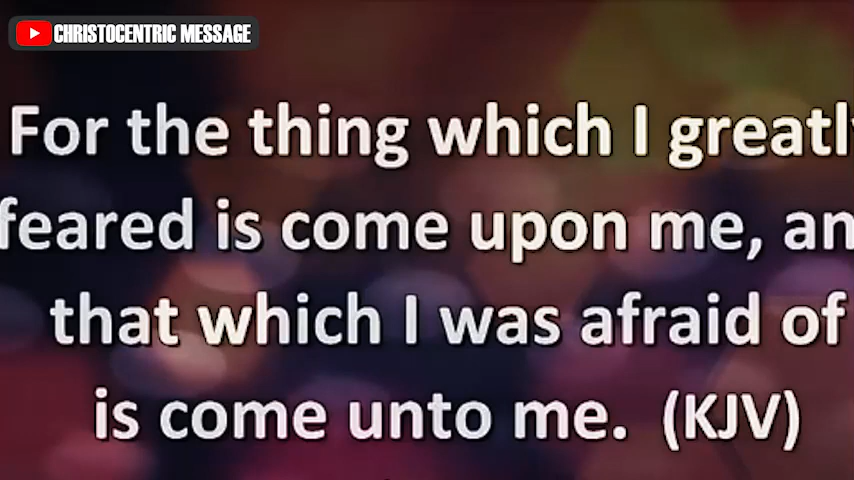 CHRISTOCENTRIC MESSAGE
For the thing which I greatly
feared is come upon me, an
that which I was afraid of
is come unto me. (KJV)